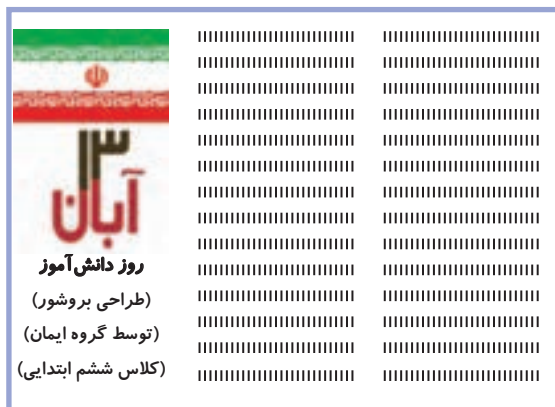 ۱۳
آبان
روز دانش‌آموز
(طراحی بروشور)
(توسط گروه ایمان)
(کلاس ششم ابتدایی)